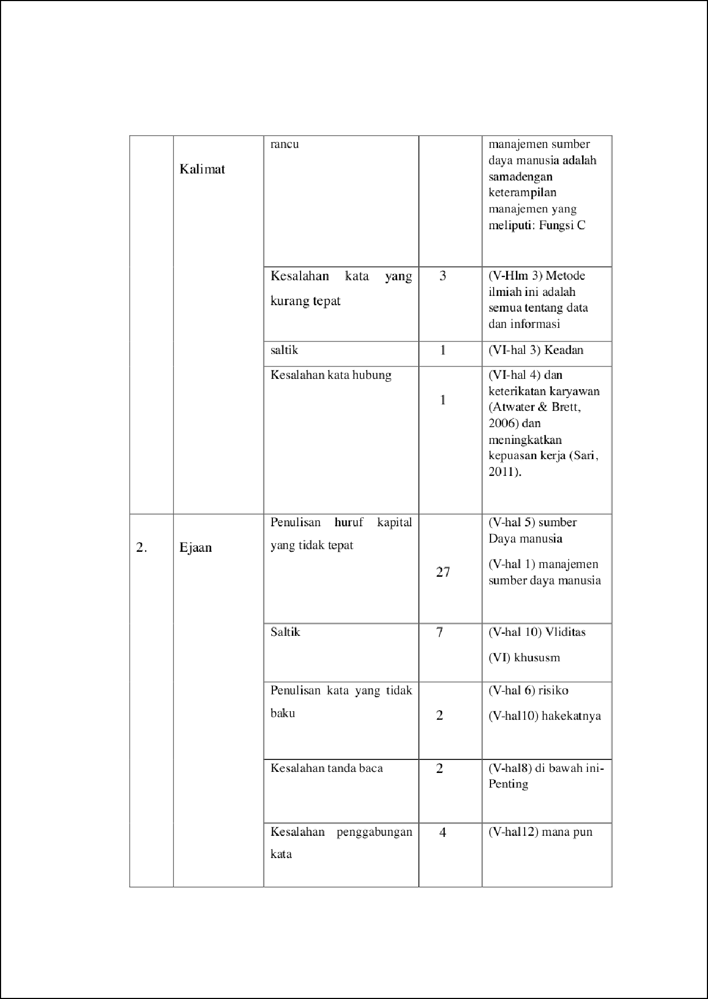 Kalimat
rancu
manajemen sumber
daya manusia adalah
samadengan
keterampilan
manajemen yang
meliputi: Fungsi C
Kesalahan kata yang
kurang tepat
3
(V-Hlm 3) Metode
ilmiah ini adalah
semua tentang data
dan informasi
saltik
1
(VI-hal 3) Keadan
Kesalahan kata hubung
1
(VI-hal 4) dan
keterikatan karyawan
(Atwater & Brett,
2006) dan
meningkatkan
kepuasan kerja (Sari,
2011).
2.
Ejaan
Penulisan huruf kapital
yang tidak tepat
27
(V-hal 5) sumber
Daya manusia
(V-hal 1) manajemen
sumber daya manusia
Saltik
7
(V-hal 10) Vliditas
(VI) khususm
Penulisan kata yang tidak
baku
2
(V-hal 6) risiko
(V-hal10) hakekatnya
Kesalahan tanda baca
2
(V-hal8) di bawah ini-
Penting
Kesalahan penggabungan
kata
4
(V-hal12) mana pun